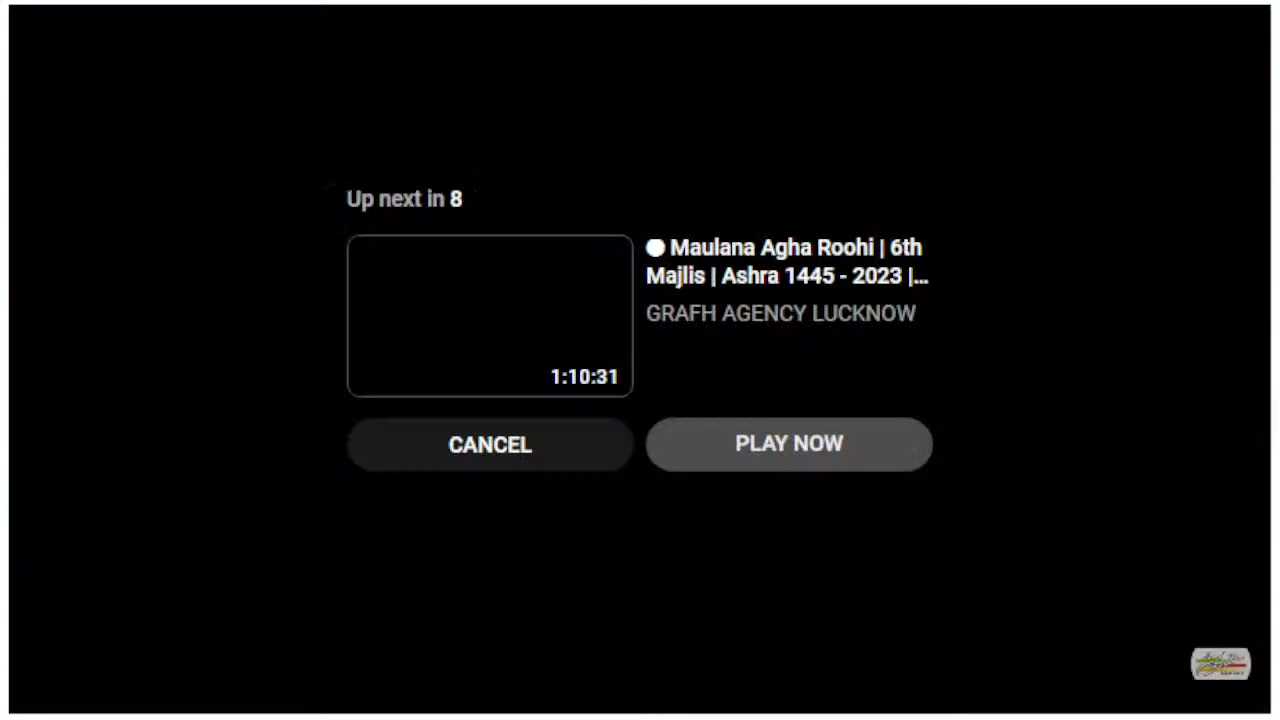 Up next in 8
Maulana Agha Roohi | 6th
Majlis | Ashra 1445 - 2023 |...
GRAFH AGENCY LUCKNOW
1:10:31
CANCEL
PLAY NOW